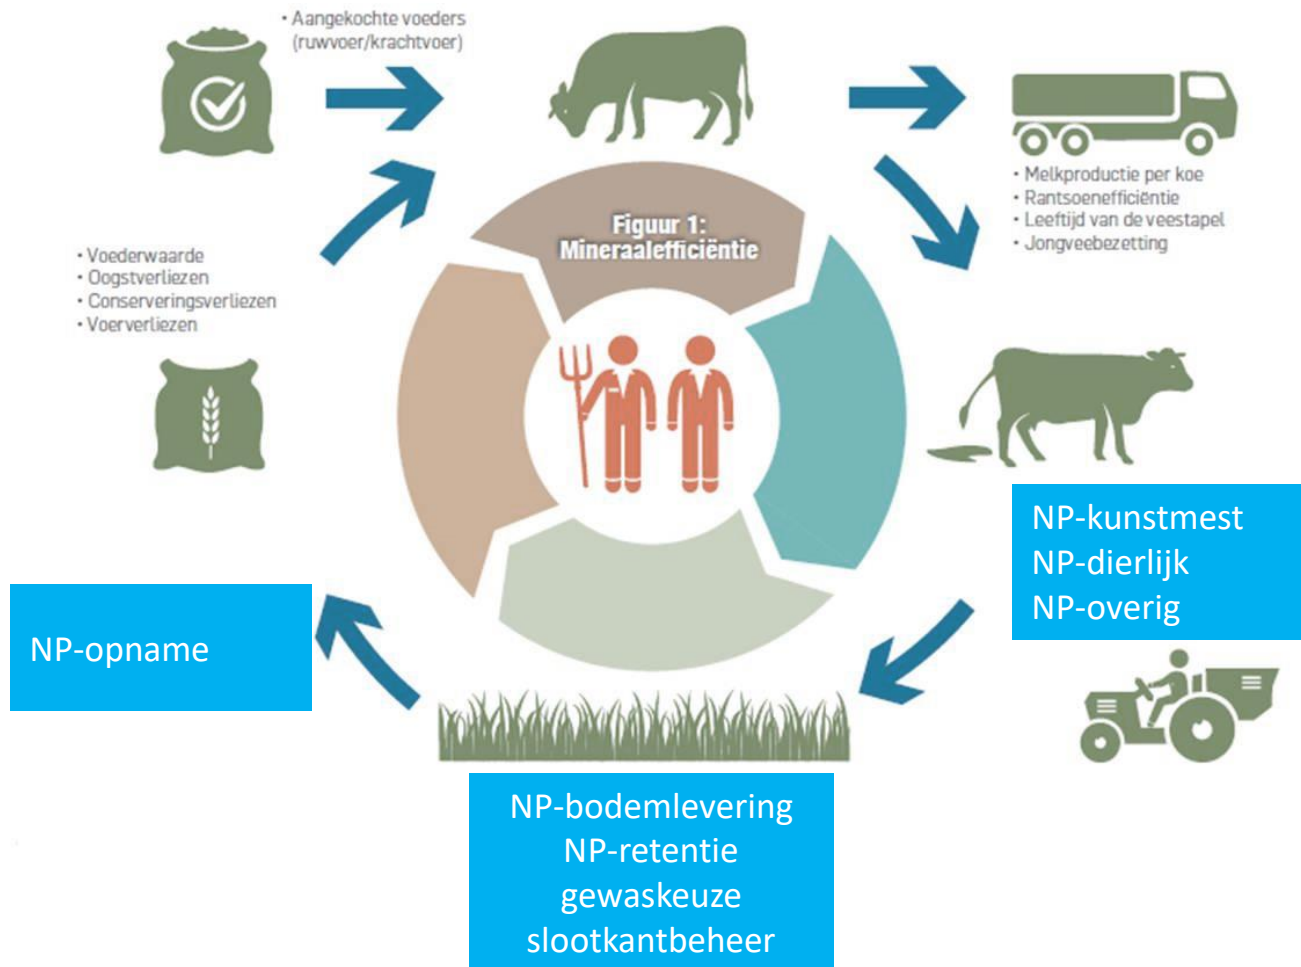 • Aangekochte voeders
(ruwvoer/krachtvoer)
• Melkproductie per koe
• Rantsoenefficiëntie
• Leeftijd van de veestapel
• Jongveebezetting
Figuur 1:
Mineraalefficiëntie
• Voederwaarde
• Oogstverliezen
• Conserveringsverliezen
• Voerverliezen
NP-kunstmest
NP-dierlijk
NP-overig
NP-opname
NP-bodemlevering
NP-retentie
gewaskeuze
slootkantbeheer